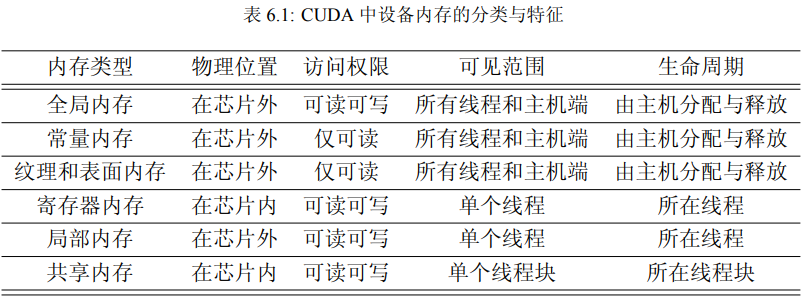 表 6.1: CUDA 中设备内存的分类与特征
内存类型 物理位置 访问权限 可见范围 生命周期
全局内存 在芯片外 可读可写 所有线程和主机端 由主机分配与释放
常量内存 在芯片外 仅可读 所有线程和主机端 由主机分配与释放
纹理和表面内存 在芯片外 仅可读 所有线程和主机端 由主机分配与释放
寄存器内存 在芯片内 可读可写 单个线程 所在线程
局部内存 在芯片外 可读可写 单个线程 所在线程
共享内存 在芯片内 可读可写 单个线程块 所在线程块